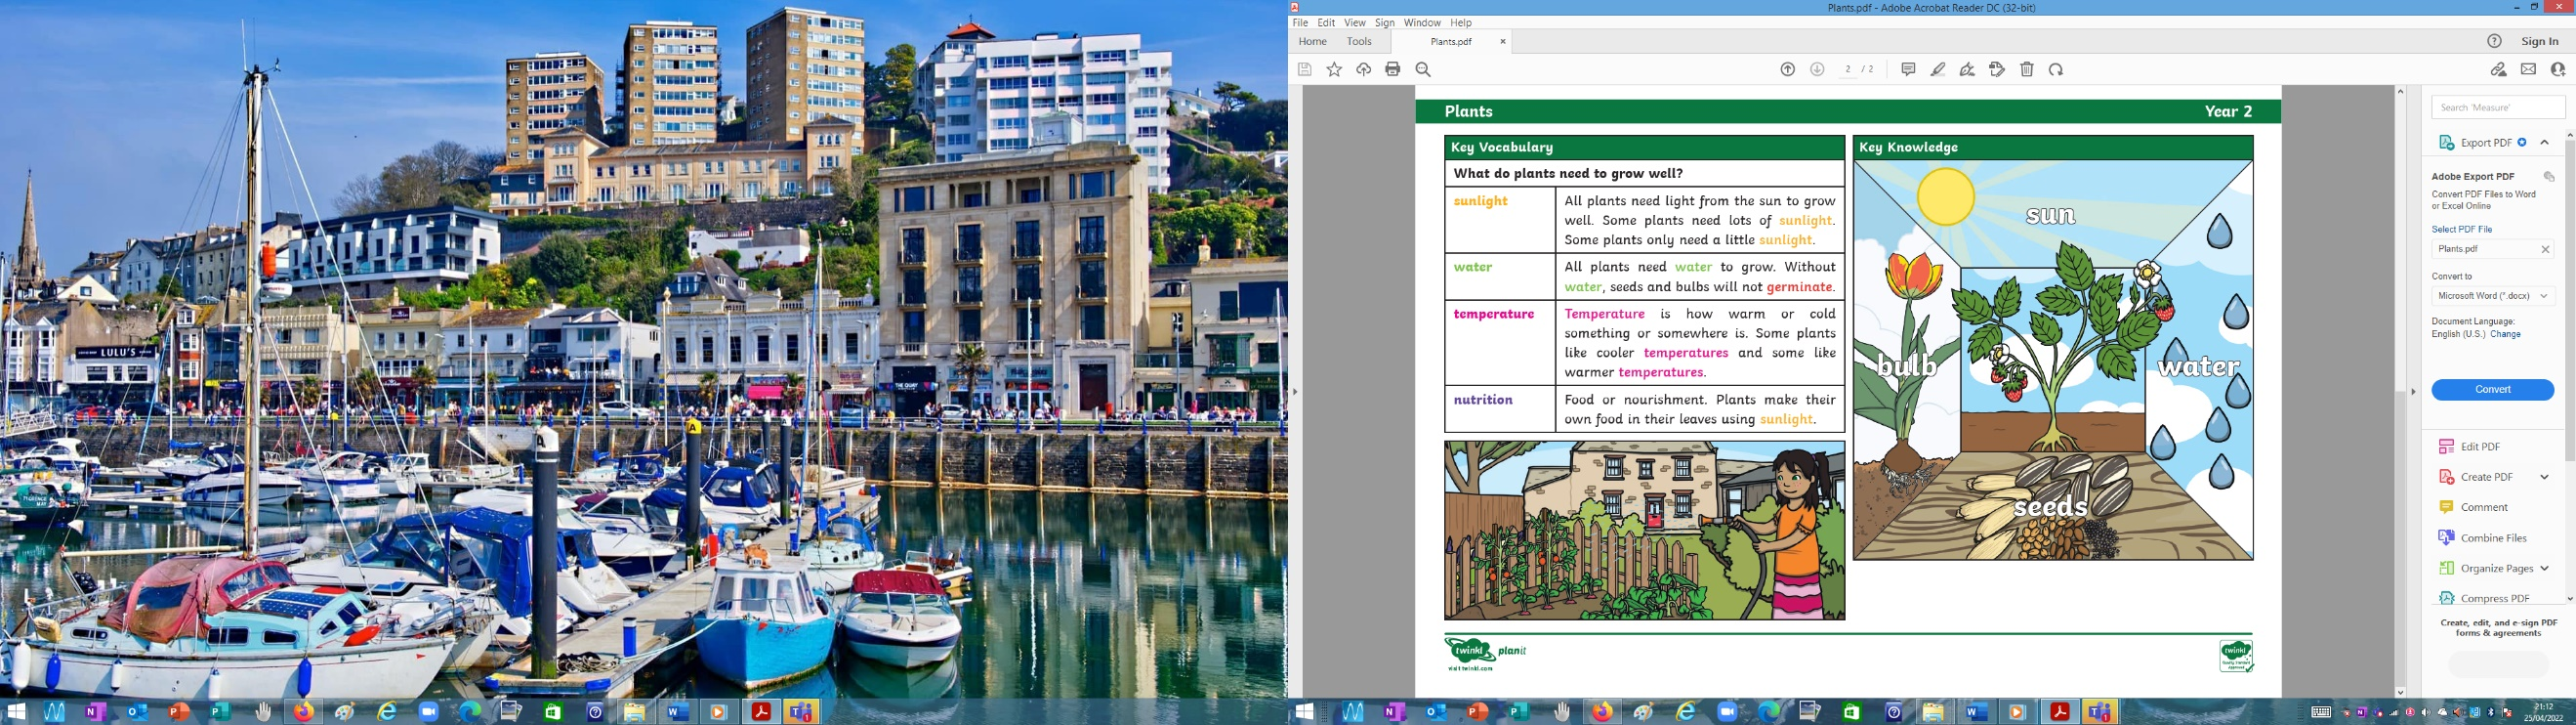 LULU'S
THE QUAY
A
A
A
Plants.pdf - Adobe Acrobat Reader DC (32-bit)
File Edit View Sign Window Help
Home Tools Plants.pdf × Sign In
2 / 2
Search 'Measure'
Export PDF
Adobe Export PDF
Convert PDF Files to Word
or Excel Online
Select PDF File
Plants.pdf
Convert to
Microsoft Word (*.docx)
Document Language:
English (U.S.) Change
Convert
Edit PDF
Create PDF
Comment
Combine Files
Organize Pages
Compress PDF
Create, edit, and e-sign PDF
forms & agreements
Plants Year 2
Key Vocabulary
What do plants need to grow well?
sunlight
All plants need light from the sun to grow
well. Some plants need lots of sunlight.
Some plants only need a little sunlight.
water
All plants need water to grow. Without
water, seeds and bulbs will not germinate.
temperature
Temperature is how warm or cold
something or somewhere is. Some plants
like cooler temperatures and some like
warmer temperatures.
nutrition
Food or nourishment. Plants make their
own food in their leaves using sunlight.
Key Knowledge
sun
bulb
water
seeds
twinkl planit
visit twinkl.com
twinkl
21:12
25/04/2022